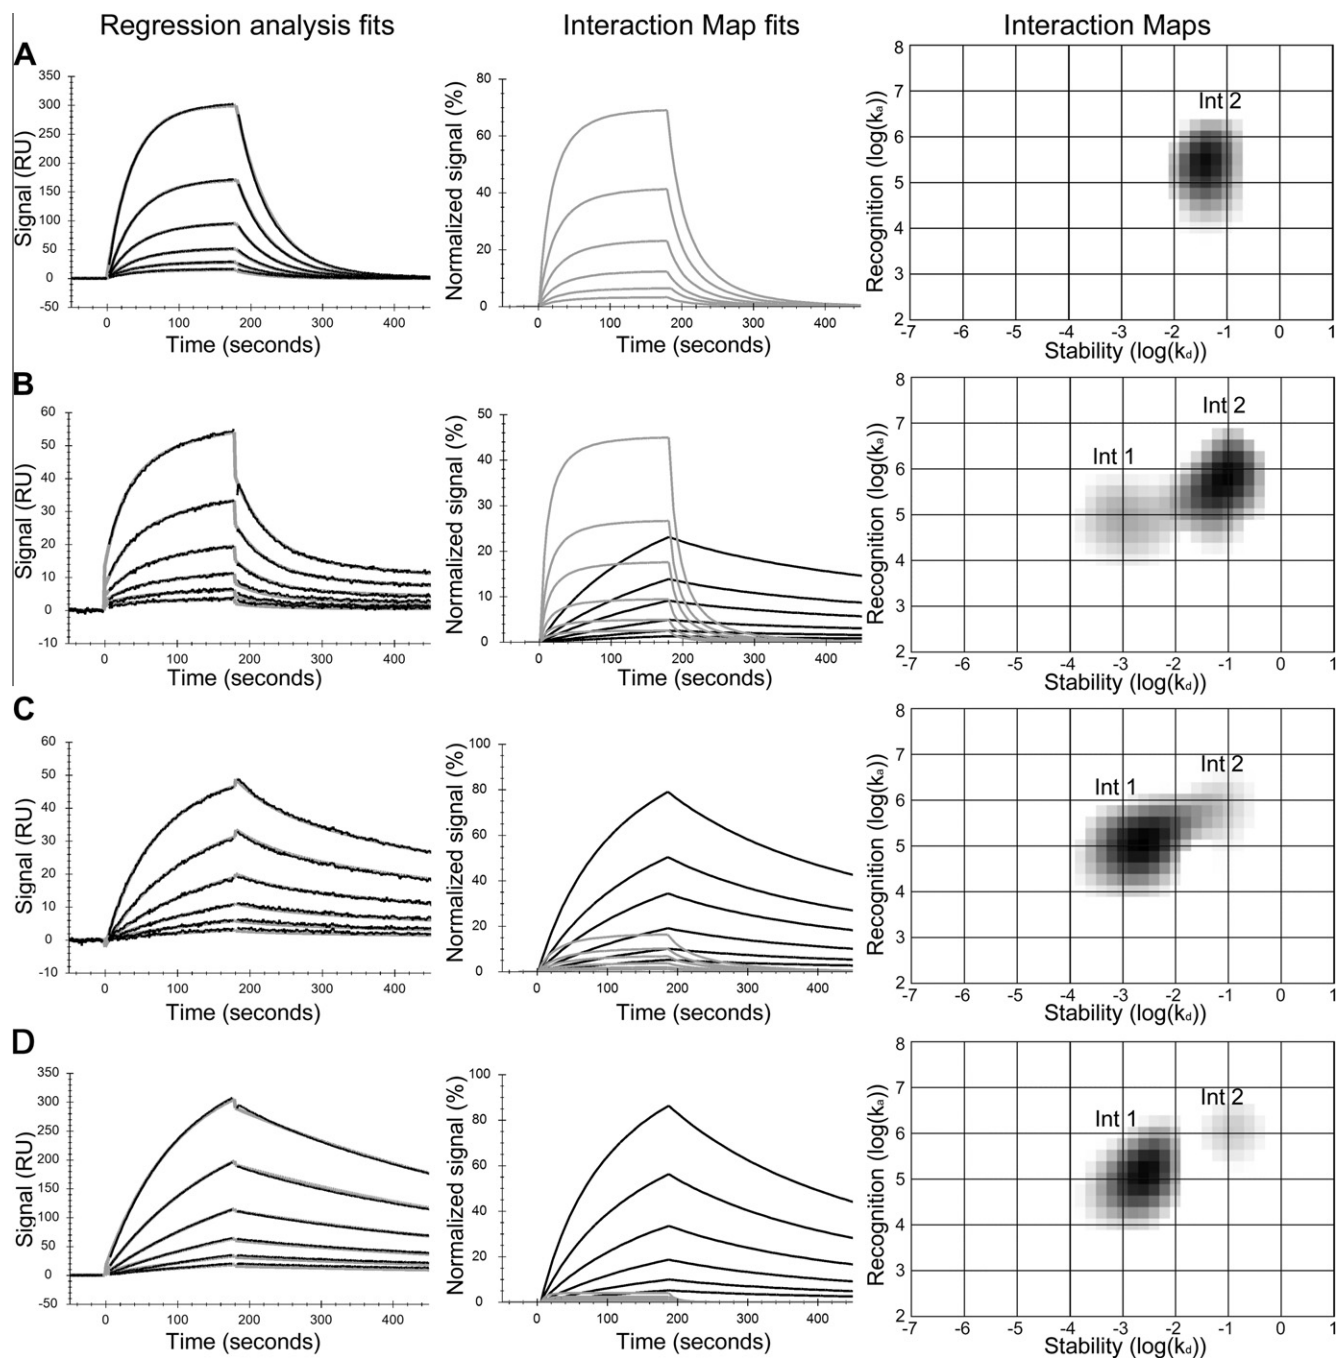 Regression analysis fits Interaction Map fits Interaction Maps
A
350
300
250
200
150
100
50
0
-50
Signal (RU)
0 100 200 300 400
Time (seconds)
80
60
40
20
0
Normalized signal (%)
0 100 200 300 400
Time (seconds)
Int 2
8
7
6
5
4
3
2
Recognition (log(kₐ))
-7 -6 -5 -4 -3 -2 -1 0 1
Stability (log(k_d))
B
60
50
40
30
20
10
0
-10
Signal (RU)
0 100 200 300 400
Time (seconds)
50
40
30
20
10
0
Normalized signal (%)
0 100 200 300 400
Time (seconds)
Int 2
Int 1
8
7
6
5
4
3
2
Recognition (log(kₐ))
-7 -6 -5 -4 -3 -2 -1 0 1
Stability (log(k_d))
C
60
50
40
30
20
10
0
-10
Signal (RU)
0 100 200 300 400
Time (seconds)
100
80
60
40
20
0
Normalized signal (%)
0 100 200 300 400
Time (seconds)
Int 2
Int 1
8
7
6
5
4
3
2
Recognition (log(kₐ))
-7 -6 -5 -4 -3 -2 -1 0 1
Stability (log(k_d))
D
350
300
250
200
150
100
50
0
-50
Signal (RU)
0 100 200 300 400
Time (seconds)
100
80
60
40
20
0
Normalized signal (%)
0 100 200 300 400
Time (seconds)
Int 2
Int 1
8
7
6
5
4
3
2
Recognition (log(kₐ))
-7 -6 -5 -4 -3 -2 -1 0 1
Stability (log(k_d))